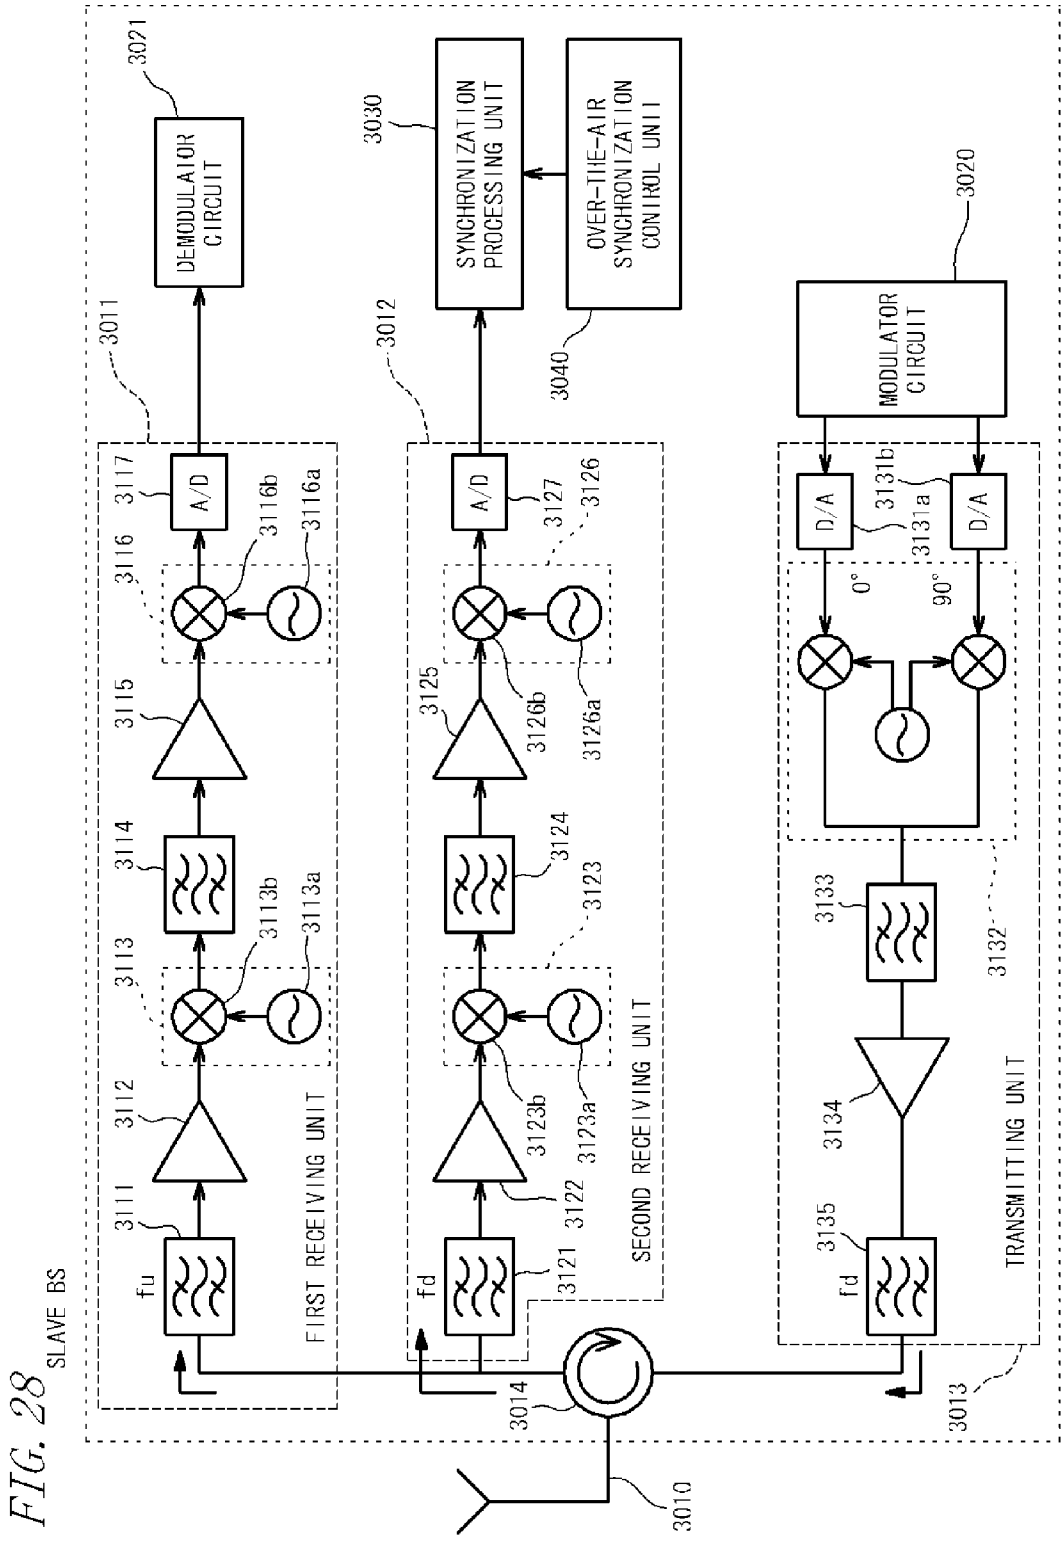 FIG. 28
SLAVE BS
3021
DEMODULATOR
CIRCUIT
3011
3117
A/D
3116
3116b
3116a
3115
3114
3113
3113b
3113a
3112
3111
fu
FIRST RECEIVING UNIT
3030
SYNCHRONIZATION
PROCESSING UNIT
OVER-THE-AIR
SYNCHRONIZATION
CONTROL UNIT
3040
3012
A/D
3127
3126
3126b
3126a
3125
3124
3123
3123b
3123a
3122
3121
fd
SECOND RECEIVING UNIT
3020
MODULATOR
CIRCUIT
D/A
3131a
3131b
D/A
0°
90°
3132
3133
3134
3135
fd
TRANSMITTING UNIT
3013
3014
3010